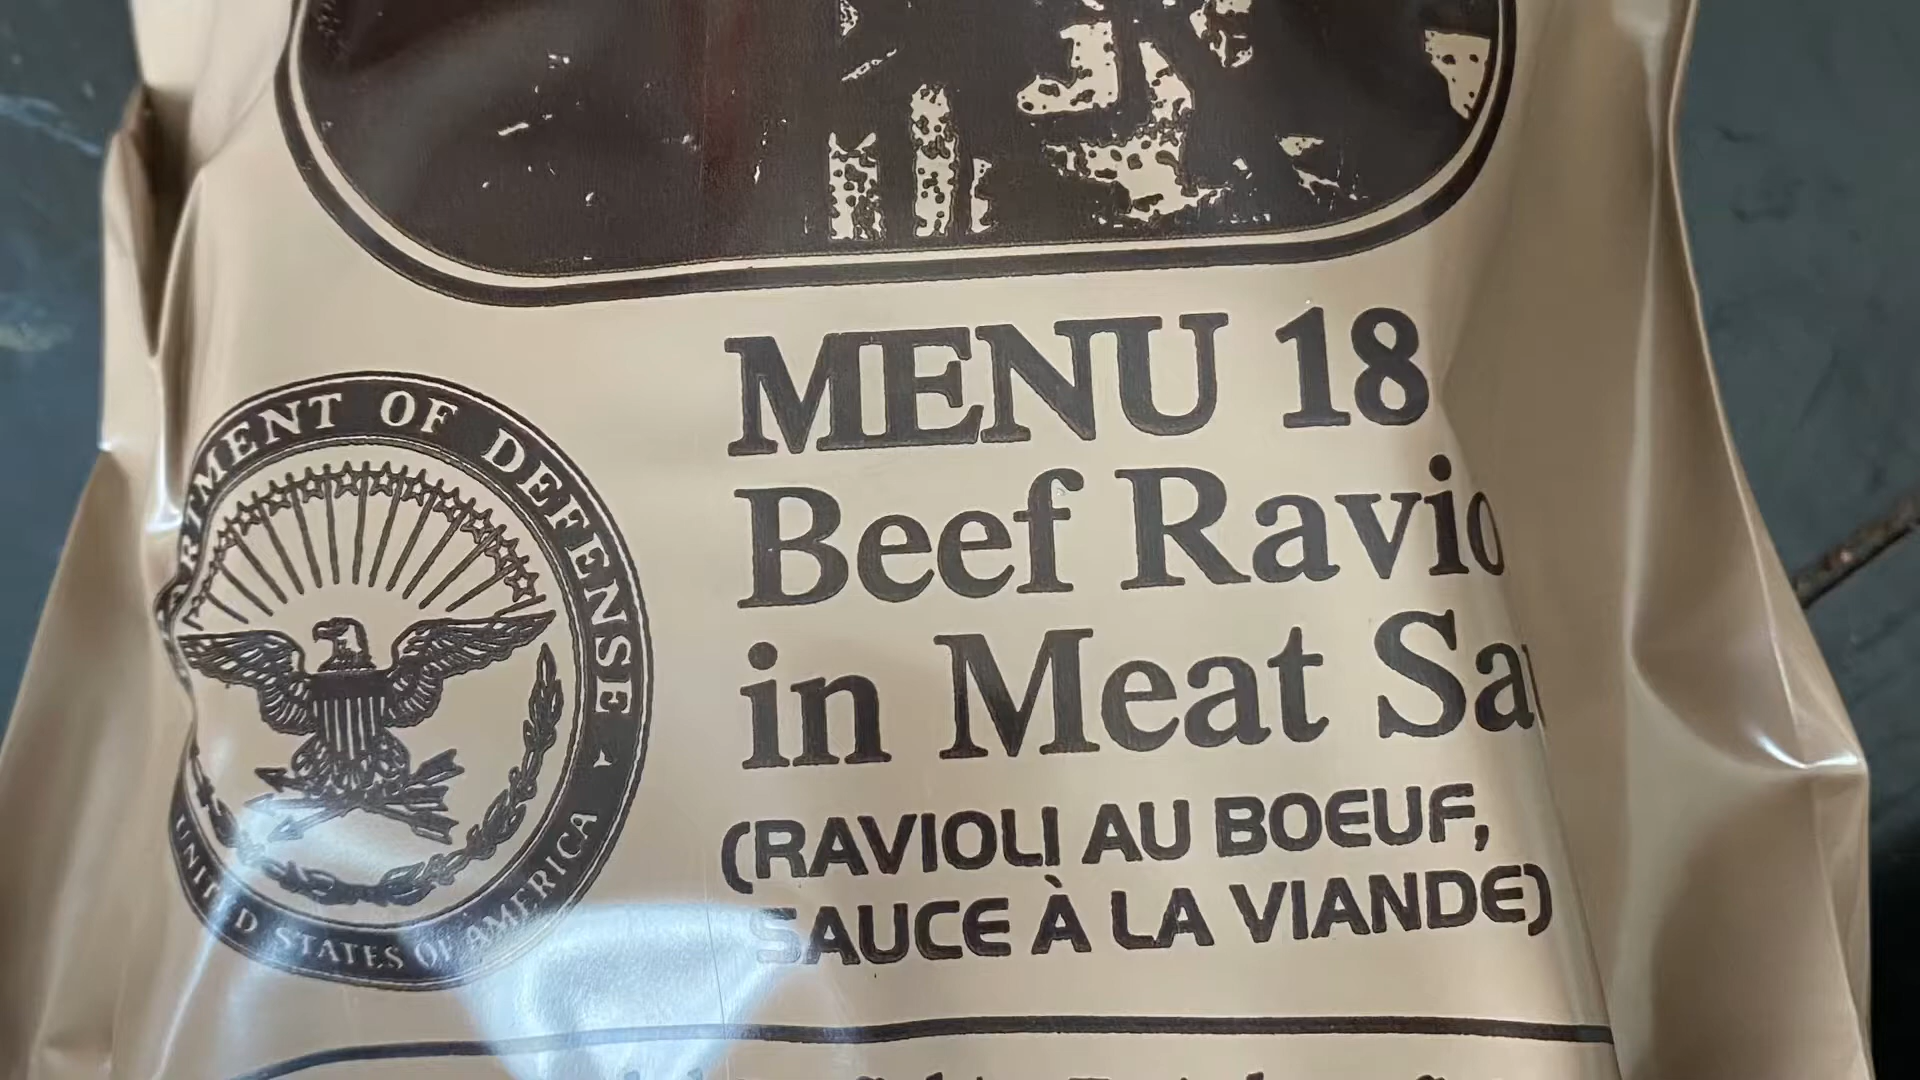 MENU 18
Beef Ravio
in Meat Sa
(RAVIOLI AU BOEUF,
SAUCE À LA VIANDE)
OF DEFENSE
UNITED STATES OF AMERICA